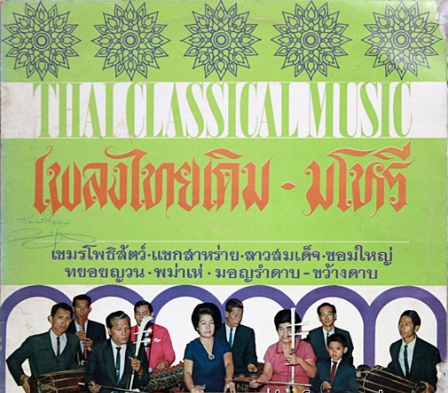 THAI CLASSICAL MUSIC
เพลงไทยเดิม - มโหรี
เขมรโพธิสัตว์ · แขกสาหร่าย · ลาวสมเด็จ · ขอมใหญ่
ทยอยญวน · พม่าเห่ · มอญรำดาบ - ขว้างดาบ